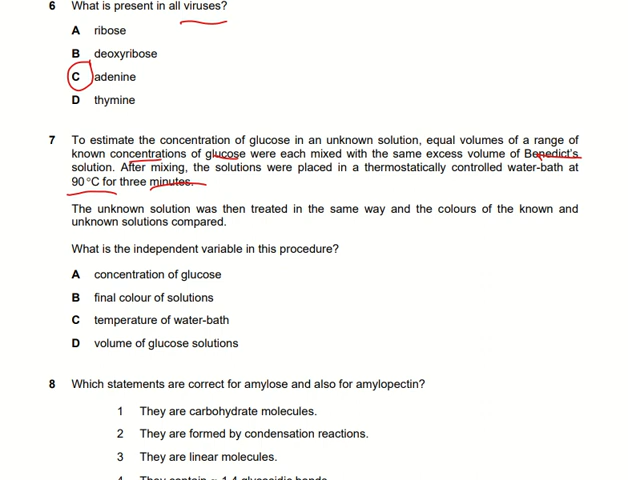 6 What is present in all viruses?
A ribose
B deoxyribose
C adenine
D thymine
7 To estimate the concentration of glucose in an unknown solution, equal volumes of a range of
known concentrations of glucose were each mixed with the same excess volume of Benedict's
solution. After mixing, the solutions were placed in a thermostatically controlled water-bath at
90 °C for three minutes.
The unknown solution was then treated in the same way and the colours of the known and
unknown solutions compared.
What is the independent variable in this procedure?
A concentration of glucose
B final colour of solutions
C temperature of water-bath
D volume of glucose solutions
8 Which statements are correct for amylose and also for amylopectin?
1 They are carbohydrate molecules.
2 They are formed by condensation reactions.
3 They are linear molecules.